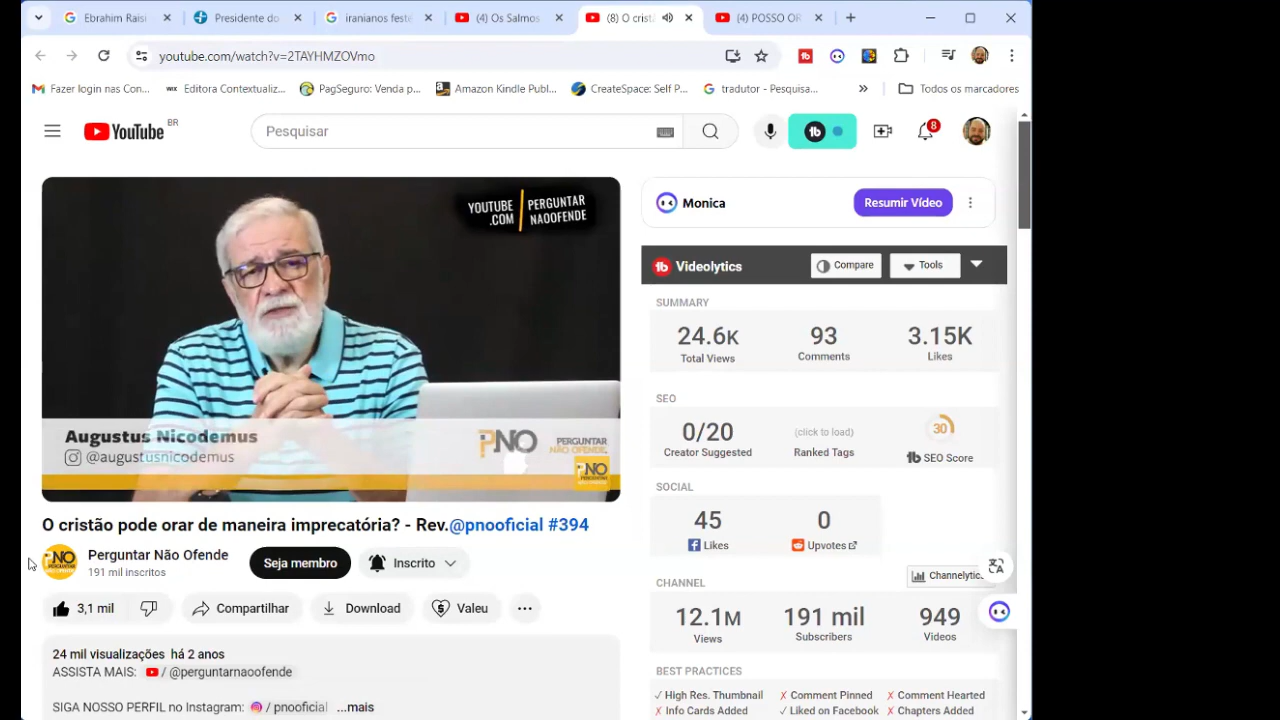 Ebrahim Raisi
Presidente do
iranianos feste
(4) Os Salmos
(8) O crist
(4) POSSO OR
youtube.com/watch?v=2TAYHMZOVmo
Fazer login nas Con...
Editora Contextualiz...
PagSeguro: Venda p...
Amazon Kindle Publ...
CreateSpace: Self P...
tradutor - Pesquisa...
»
Todos os marcadores
YouTube BR
Pesquisar
8
YOUTUBE .COM
PERGUNTAR NAOOFENDE
Augustus Nicodemus
@augustusnicodemus
PNO
PERGUNTAR NÃO OFENDE.
PNO
Monica
Resumir Vídeo
Videolytics
Compare
Tools
SUMMARY
24.6K
93
3.15K
Total Views
Comments
Likes
SEO
0/20
(click to load)
30
Creator Suggested
Ranked Tags
SEO Score
SOCIAL
45
0
Likes
Upvotes
Channelytic
CHANNEL
12.1M
191 mil
949
Views
Subscribers
Videos
BEST PRACTICES
High Res. Thumbnail
Comment Pinned
Comment Hearted
Info Cards Added
Liked on Facebook
Chapters Added
O cristão pode orar de maneira imprecatória? - Rev.@pnooficial #394
Perguntar Não Ofende
191 mil inscritos
Seja membro
Inscrito
3,1 mil
Compartilhar
Download
Valeu
24 mil visualizações há 2 anos
ASSISTA MAIS: / @perguntarnaoofende
SIGA NOSSO PERFIL no Instagram: / pnooficial ...mais